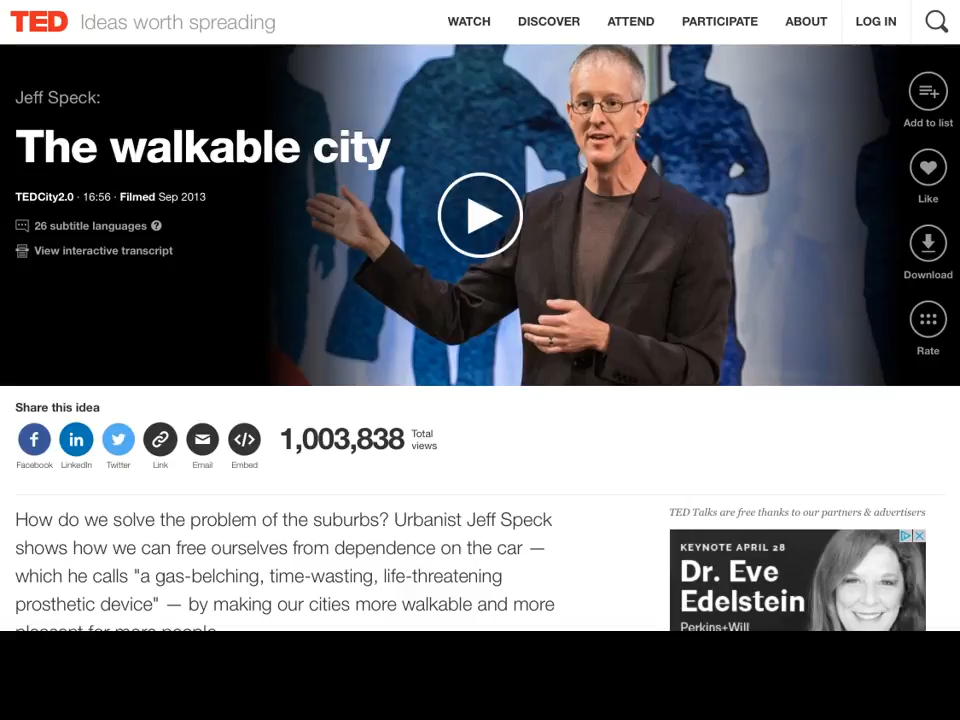 TED Ideas worth spreading
WATCH DISCOVER ATTEND PARTICIPATE ABOUT LOG IN
Jeff Speck:
The walkable city
TEDCity2.0 · 16:56 · Filmed Sep 2013
26 subtitle languages ?
View interactive transcript
Add to list
Like
Download
Rate
Share this idea
Facebook LinkedIn Twitter Link Email Embed
1,003,838 Total views
How do we solve the problem of the suburbs? Urbanist Jeff Speck
shows how we can free ourselves from dependence on the car —
which he calls "a gas-belching, time-wasting, life-threatening
prosthetic device" — by making our cities more walkable and more
pleasant for more people.
TED Talks are free thanks to our partners & advertisers
KEYNOTE APRIL 28
Dr. Eve
Edelstein
Perkins+Will